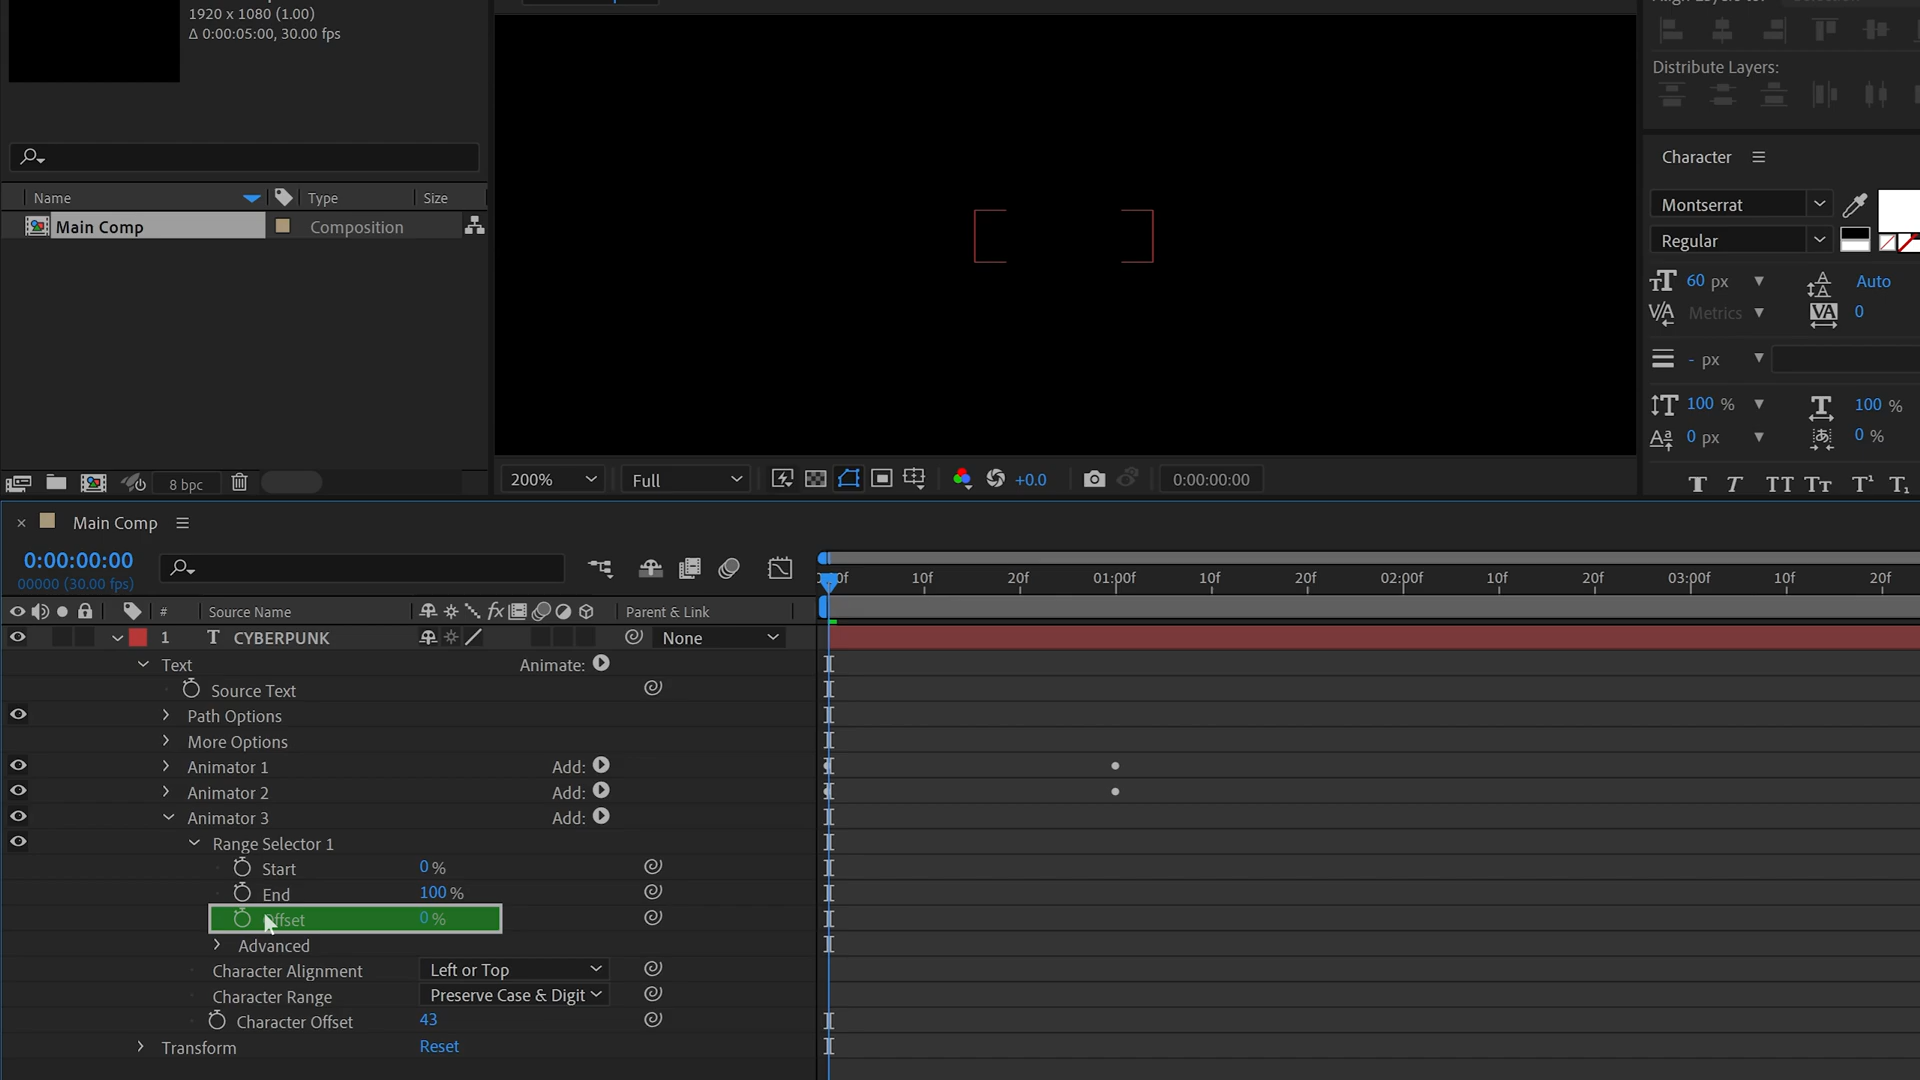 1920 x 1080 (1.00)
Δ 0:00:05:00, 30.00 fps
Distribute Layers:
Character
Montserrat
Regular
Name Type Size
Main Comp Composition
60 px Auto
Metrics 0
- px
100 % 100 %
0 px 0 %
8 bpc
200% Full +0.0 0:00:00:00
Main Comp
0:00:00:00
00000 (30.00 fps)
10f 20f 01:00f 10f 20f 02:00f 10f 20f 03:00f 10f 20f
# Source Name fx Parent & Link
1 T CYBERPUNK None
Text Animate:
Source Text
Path Options
More Options
Animator 1 Add:
Animator 2 Add:
Animator 3 Add:
Range Selector 1
Start 0 %
End 100 %
Offset 0 %
Advanced
Character Alignment Left or Top
Character Range Preserve Case & Digit
Character Offset 43
Transform Reset